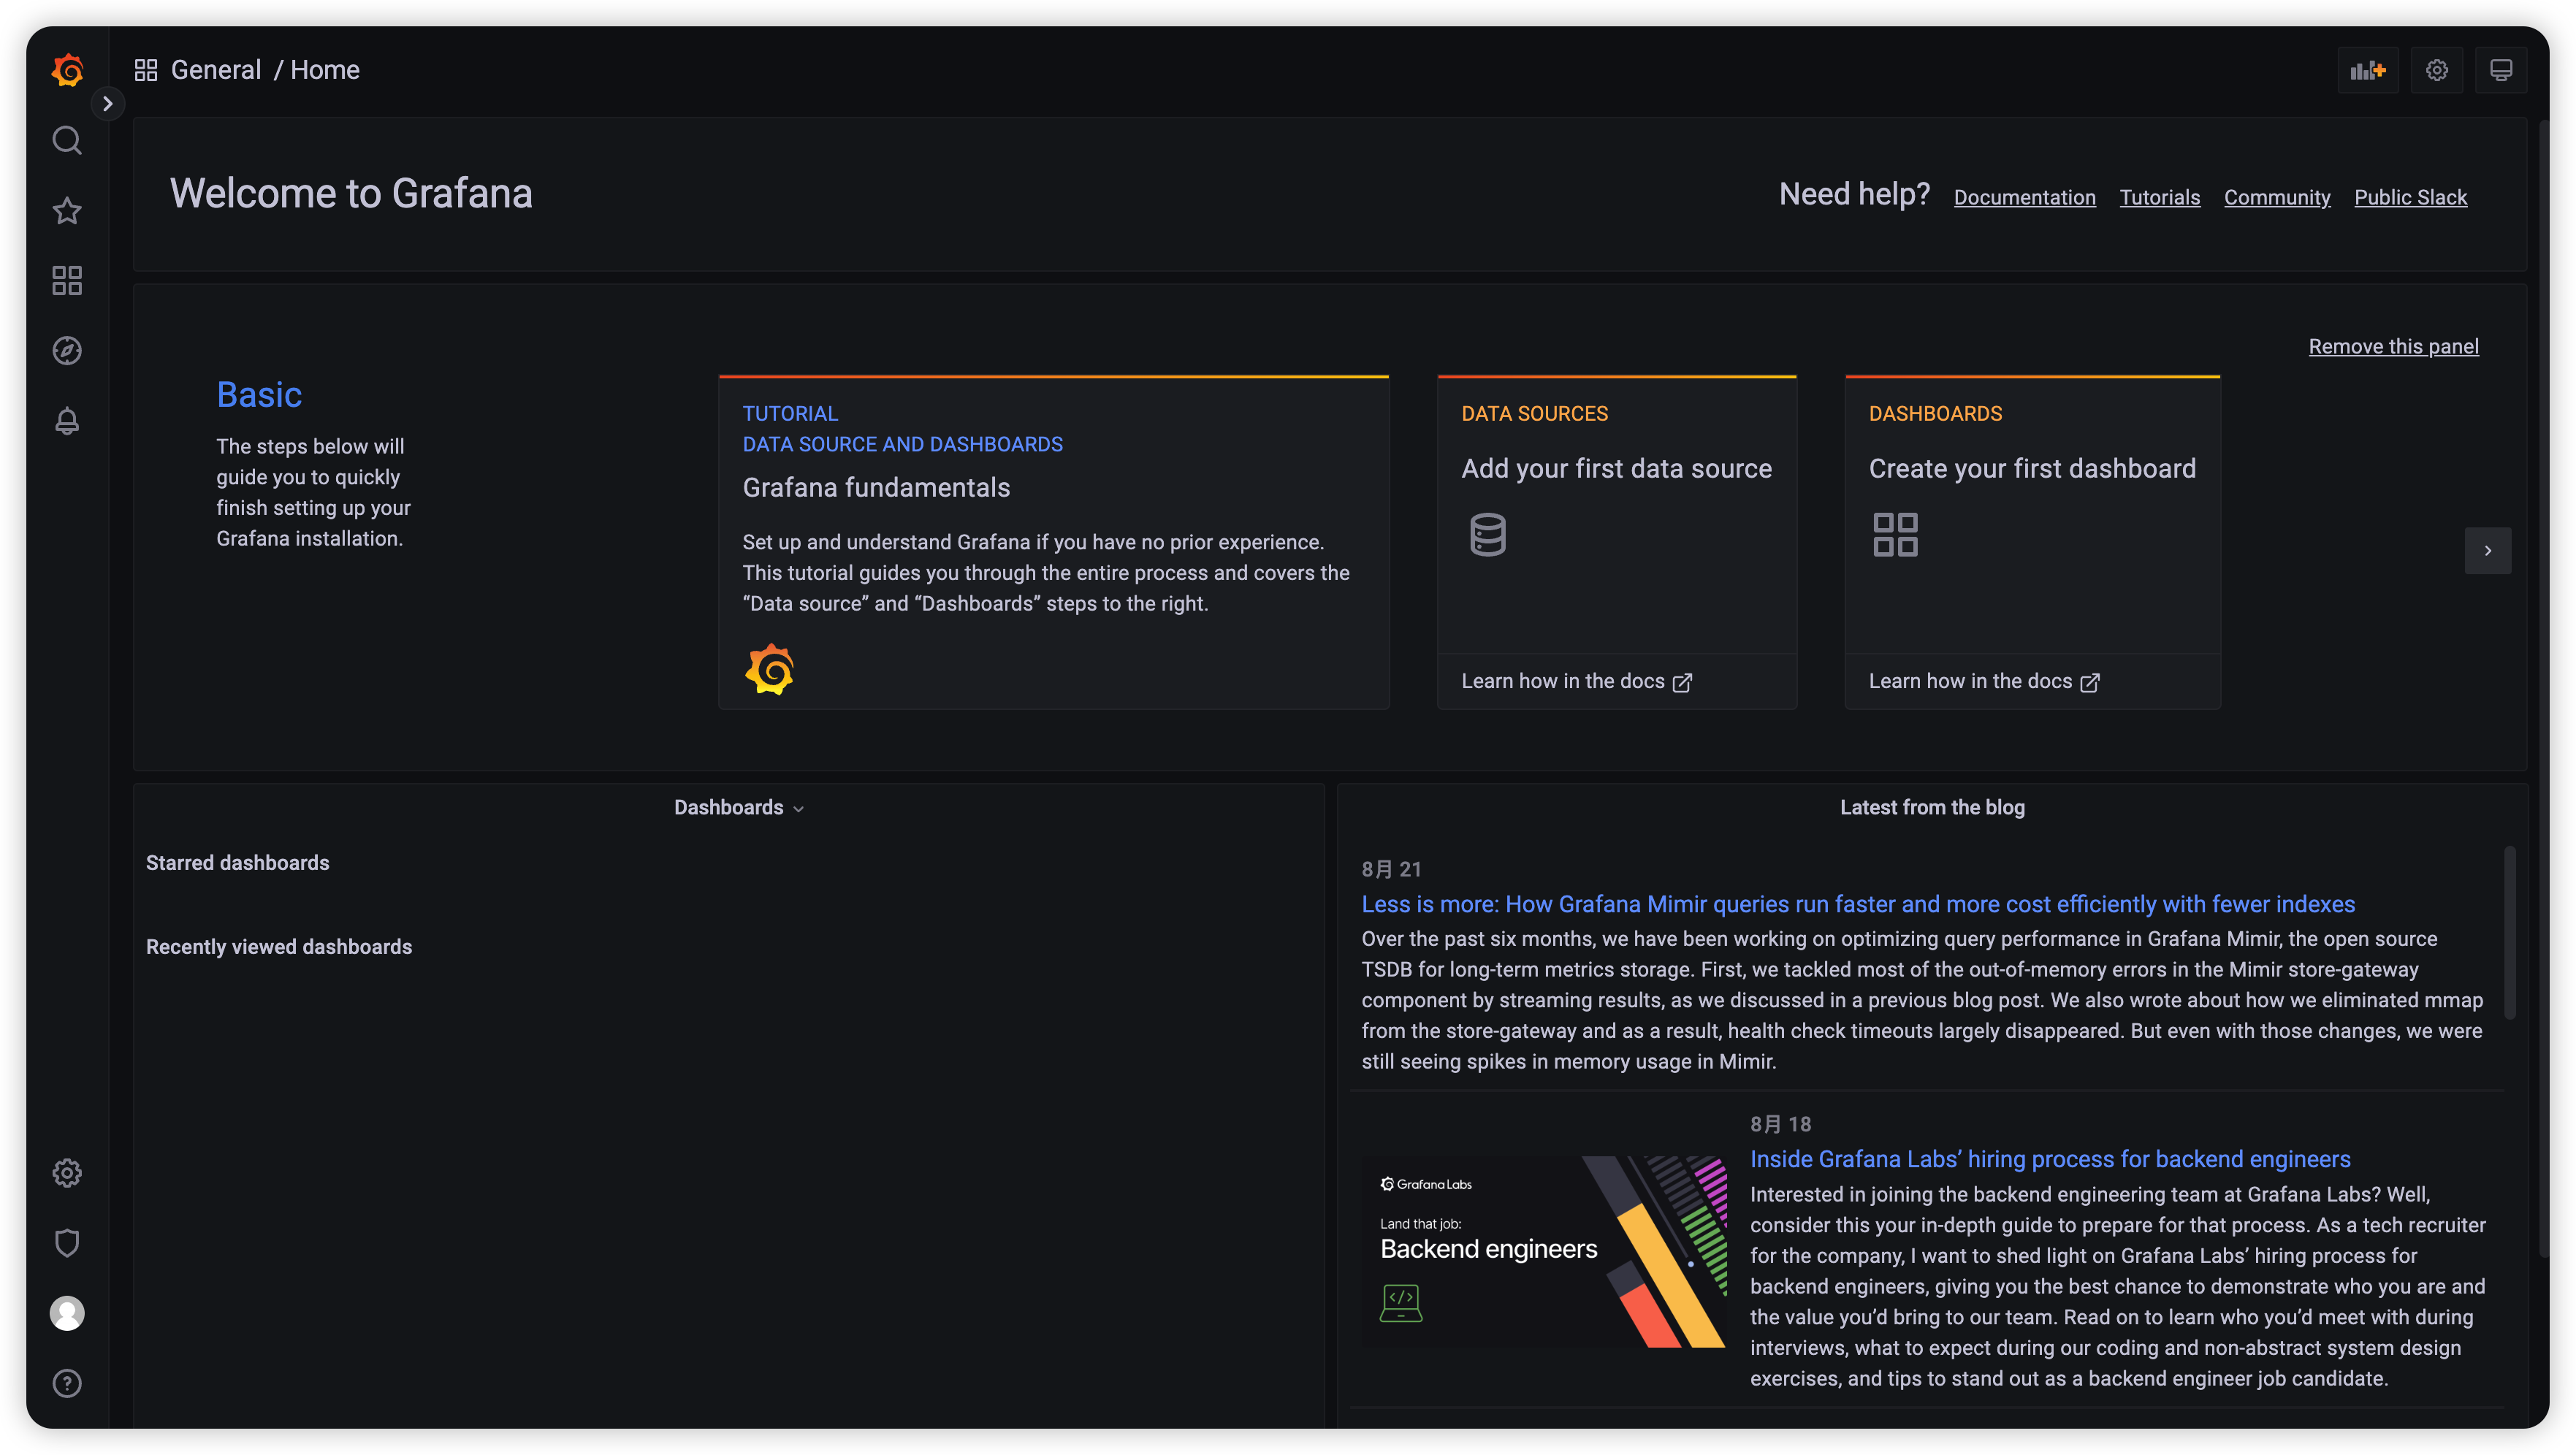 General / Home
Welcome to Grafana
Need help? Documentation Tutorials Community Public Slack
Remove this panel
Basic
The steps below will
guide you to quickly
finish setting up your
Grafana installation.
TUTORIAL
DATA SOURCE AND DASHBOARDS
Grafana fundamentals
Set up and understand Grafana if you have no prior experience.
This tutorial guides you through the entire process and covers the
“Data source” and “Dashboards” steps to the right.
DATA SOURCES
Add your first data source
Learn how in the docs
DASHBOARDS
Create your first dashboard
Learn how in the docs
Dashboards
Starred dashboards
Recently viewed dashboards
Latest from the blog
8月 21
Less is more: How Grafana Mimir queries run faster and more cost efficiently with fewer indexes
Over the past six months, we have been working on optimizing query performance in Grafana Mimir, the open source
TSDB for long-term metrics storage. First, we tackled most of the out-of-memory errors in the Mimir store-gateway
component by streaming results, as we discussed in a previous blog post. We also wrote about how we eliminated mmap
from the store-gateway and as a result, health check timeouts largely disappeared. But even with those changes, we were
still seeing spikes in memory usage in Mimir.
Grafana Labs
Land that job:
Backend engineers
</>
8月 18
Inside Grafana Labs’ hiring process for backend engineers
Interested in joining the backend engineering team at Grafana Labs? Well,
consider this your in-depth guide to prepare for that process. As a tech recruiter
for the company, I want to shed light on Grafana Labs’ hiring process for
backend engineers, giving you the best chance to demonstrate who you are and
the value you’d bring to our team. Read on to learn who you’d meet with during
interviews, what to expect during our coding and non-abstract system design
exercises, and tips to stand out as a backend engineer job candidate.